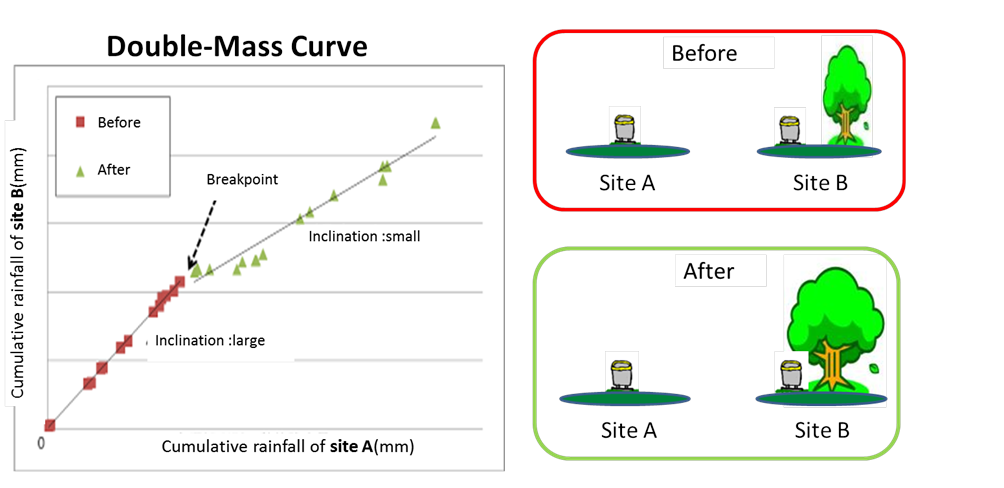 Double-Mass Curve
Cumulative rainfall of site B(mm)
Before
After
Breakpoint
Inclination :small
Inclination :large
0
Cumulative rainfall of site A(mm)
Before
Site A
Site B
After
Site A
Site B